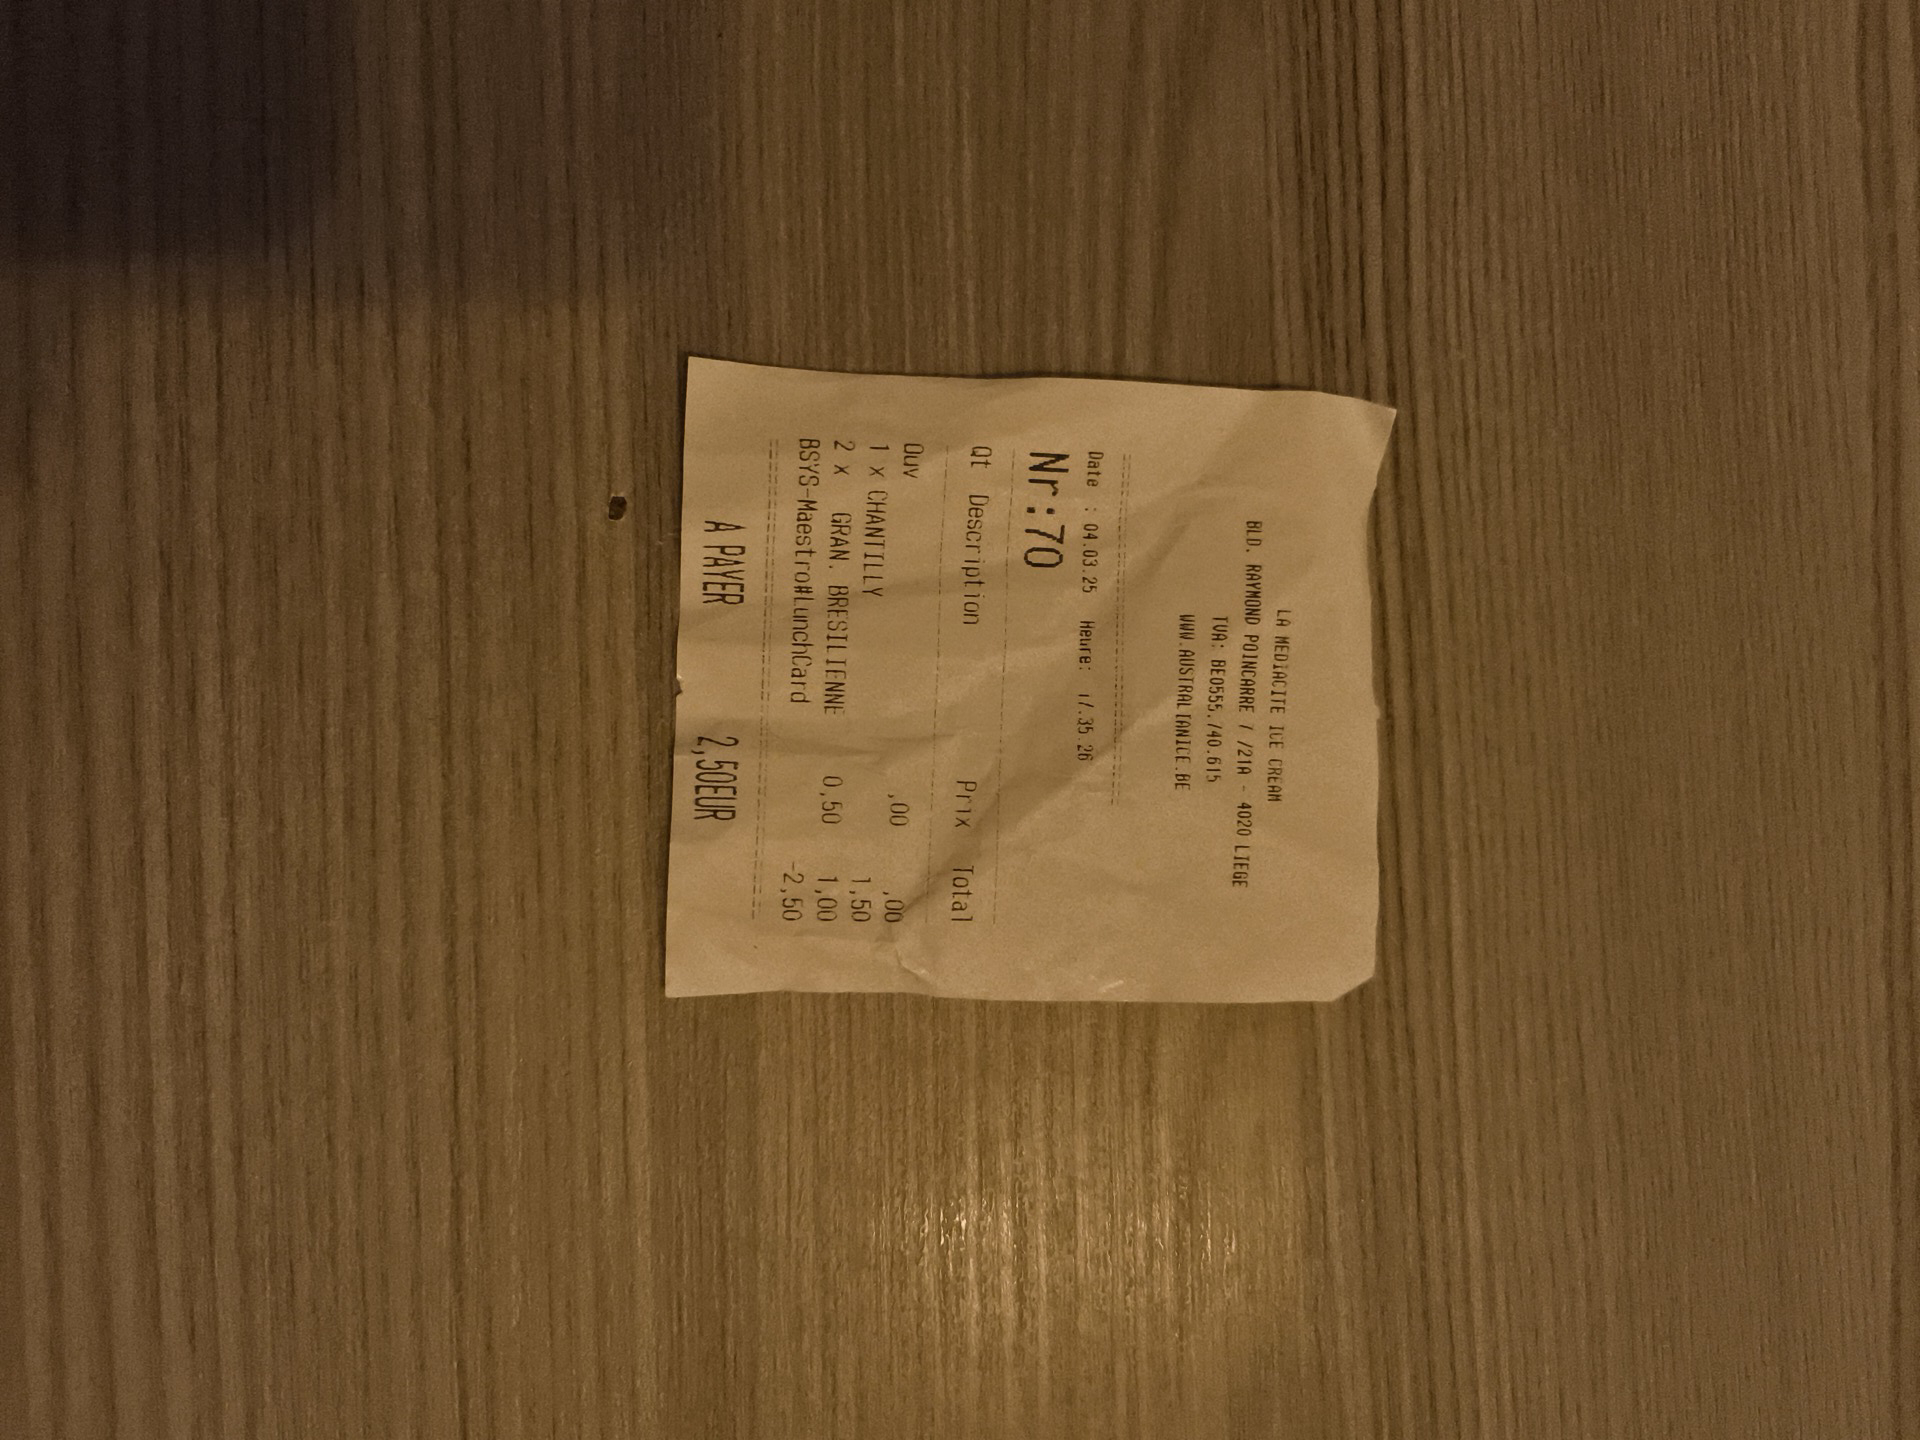 LA MEDIACITE ICE CREAM
BLD. RAYMOND POINCARRE 7 /21A - 4020 LIEGE
TVA: BE0555.740.615
WWW.AUSTRALIANICE.BE
Date : 04.03.25 Heure: 17.35.26
Nr:70
Qt Description Prix Total
Ouv ,00 ,00
1 x CHANTILLY 1,50
2 x GRAN. BRESILIENNE 0,50 1,00
BSYS-Maestro#LunchCard -2,50
A PAYER 2,50EUR